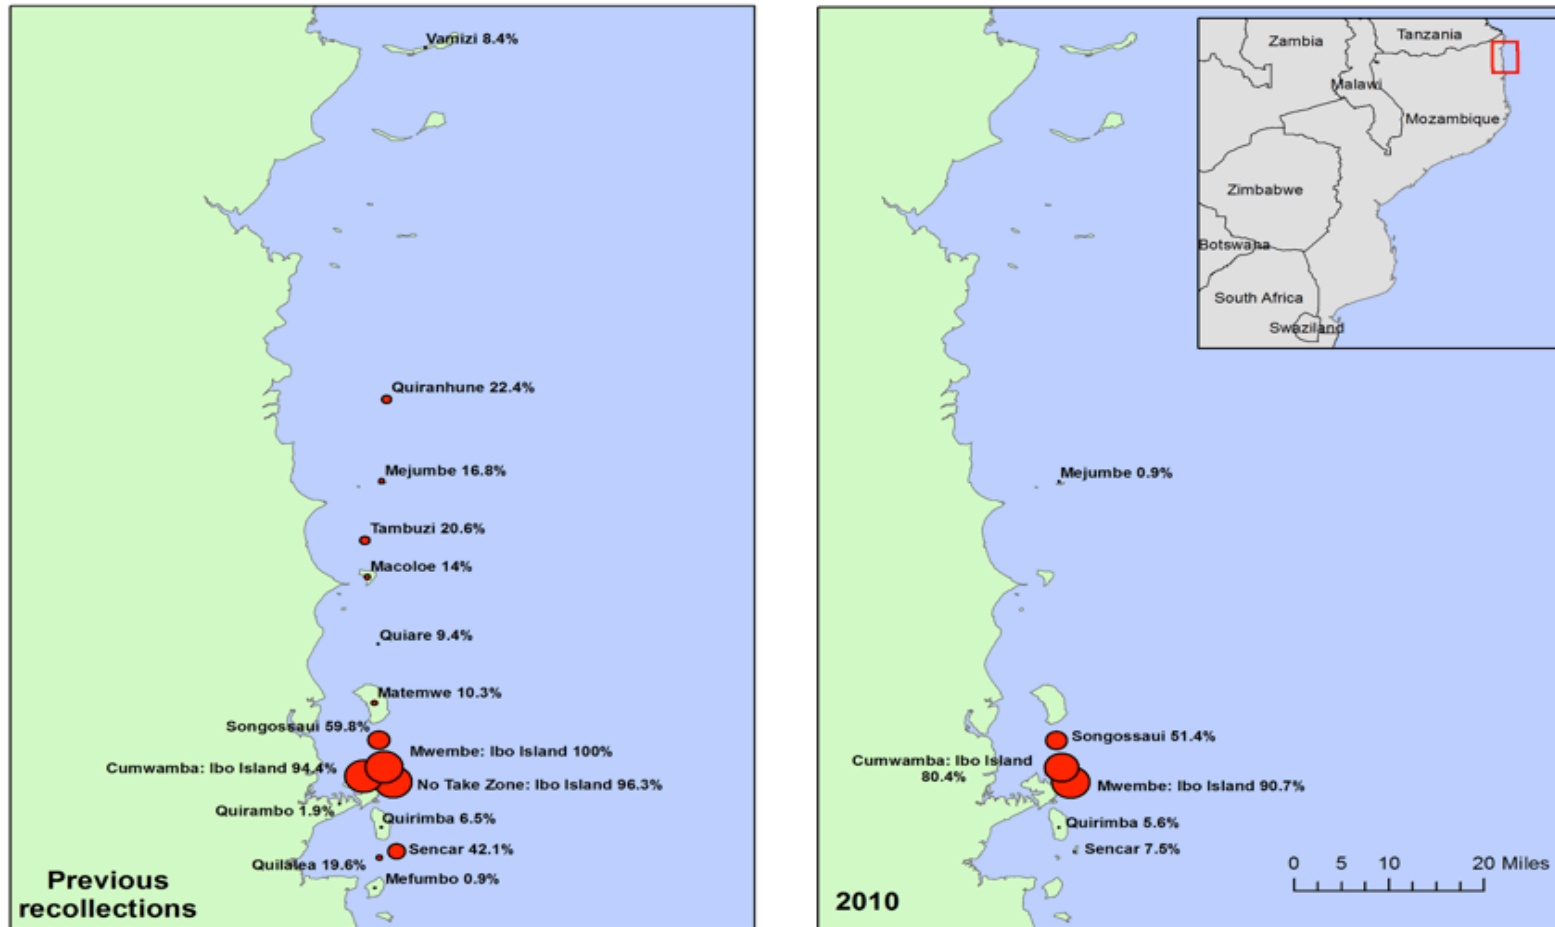 Vamizi 8.4%
Quiranhune 22.4%
Mejumbe 16.8%
Tambuzi 20.6%
Macoloe 14%
Quiare 9.4%
Matemwe 10.3%
Songossaui 59.8%
Mwembe: Ibo Island 100%
Cumwamba: Ibo Island 94.4%
No Take Zone: Ibo Island 96.3%
Quirambo 1.9%
Quirimba 6.5%
Sencar 42.1%
Quilalea 19.6%
Mefumbo 0.9%
Previous
recollections
Zambia
Tanzania
Malawi
Mozambique
Zimbabwe
Botswana
South Africa
Swaziland
Mejumbe 0.9%
Songossaui 51.4%
Cumwamba: Ibo Island
80.4%
Mwembe: Ibo Island 90.7%
Quirimba 5.6%
Sencar 7.5%
0 5 10 20 Miles
2010